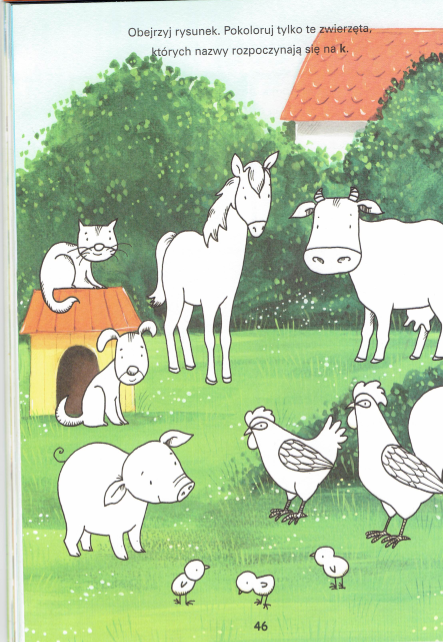 Obejrzyj rysunek. Pokoloruj tylko te zwierzęta,
których nazwy rozpoczynają się na k.
46